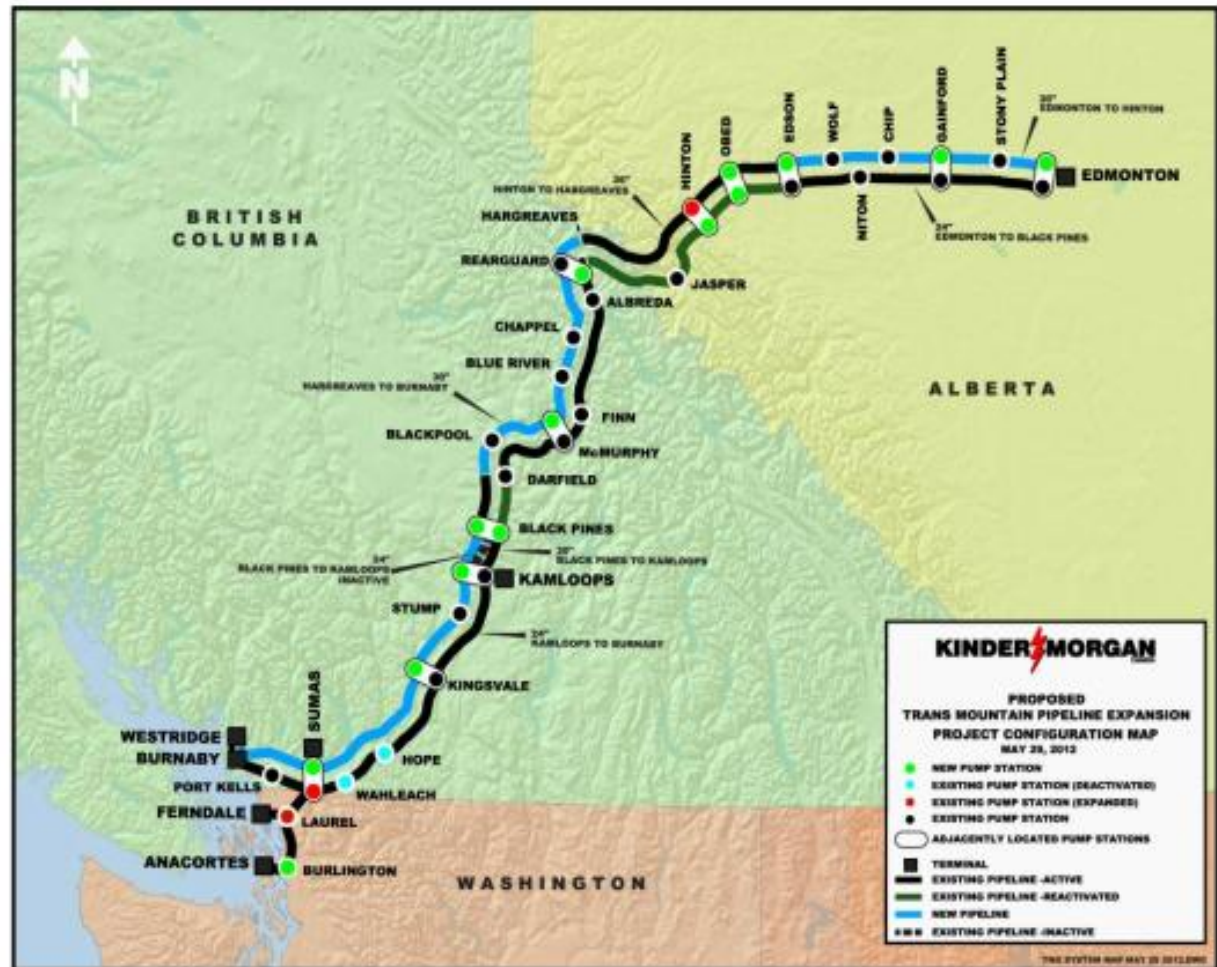 N
BRITISH
COLUMBIA
ALBERTA
WASHINGTON
HINTON
OBED
EDSON
WOLF
CHIP
GAINFORD
STONY PLAIN
30"
EDMONTON TO HINTON
EDMONTON
NITON
24"
EDMONTON TO BLACK PINES
HINTON TO HARGREAVES
HARGREAVES
REARGUARD
JASPER
ALBREDA
CHAPPEL
BLUE RIVER
HARGREAVES TO BURNABY
FINN
BLACKPOOL
McMURPHY
DARFIELD
BLACK PINES
24"
BLACK PINES TO KAMLOOPS
INACTIVE
30"
BLACK PINES TO KAMLOOPS
KAMLOOPS
STUMP
24"
KAMLOOPS TO BURNABY
KINGSVALE
SUMAS
WESTRIDGE
BURNABY
HOPE
PORT KELLS
WAHLEACH
FERNDALE
LAUREL
ANACORTES
BURLINGTON
KINDER MORGAN
PROPOSED
TRANS MOUNTAIN PIPELINE EXPANSION
PROJECT CONFIGURATION MAP
MAY 29, 2012
NEW PUMP STATION
EXISTING PUMP STATION (DEACTIVATED)
EXISTING PUMP STATION (EXPANDED)
EXISTING PUMP STATION
ADJACENTLY LOCATED PUMP STATIONS
TERMINAL
EXISTING PIPELINE -ACTIVE
EXISTING PIPELINE -REACTIVATED
NEW PIPELINE
EXISTING PIPELINE -INACTIVE